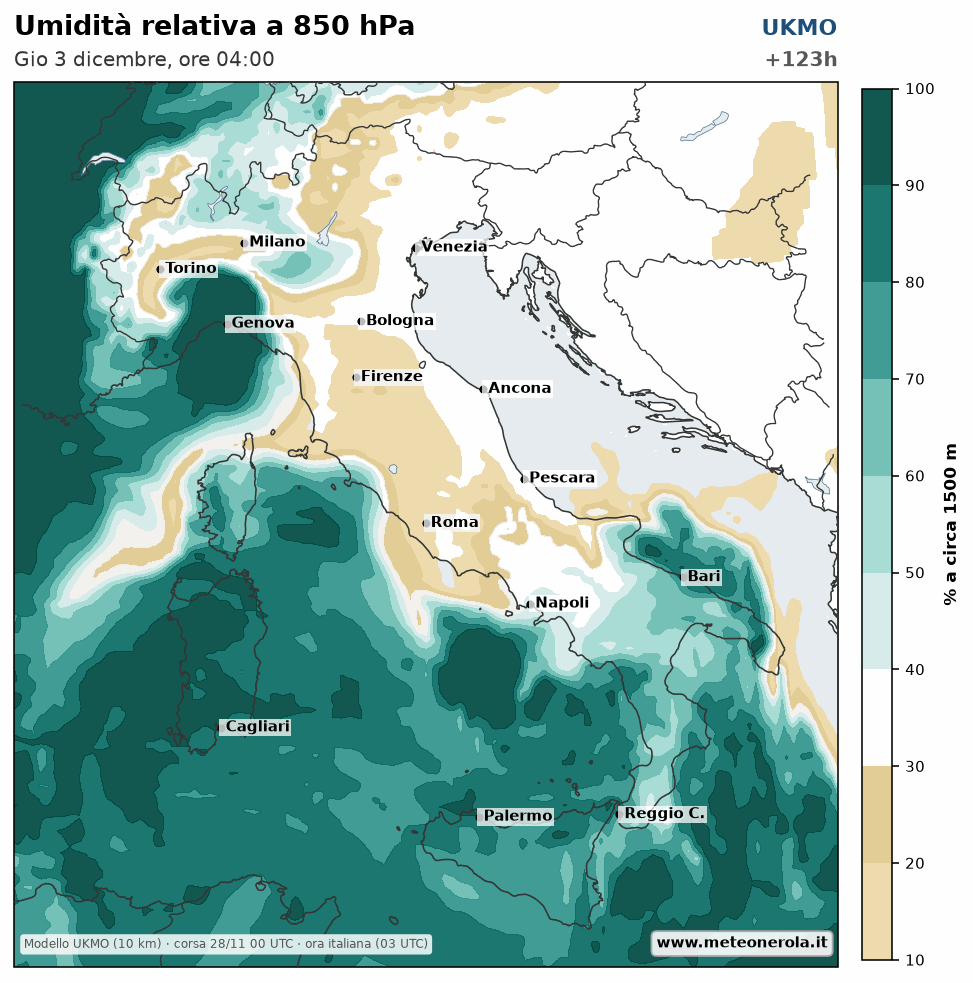 Umidità relativa a 850 hPa
UKMO
Gio 3 dicembre, ore 04:00
+123h
100
90
80
70
60
50
40
30
20
10
% a circa 1500 m
Milano
Venezia
Torino
Genova
Bologna
Firenze
Ancona
Pescara
Roma
Bari
Napoli
Cagliari
Palermo
Reggio C.
Modello UKMO (10 km) · corsa 28/11 00 UTC · ora italiana (03 UTC)
www.meteonerola.it